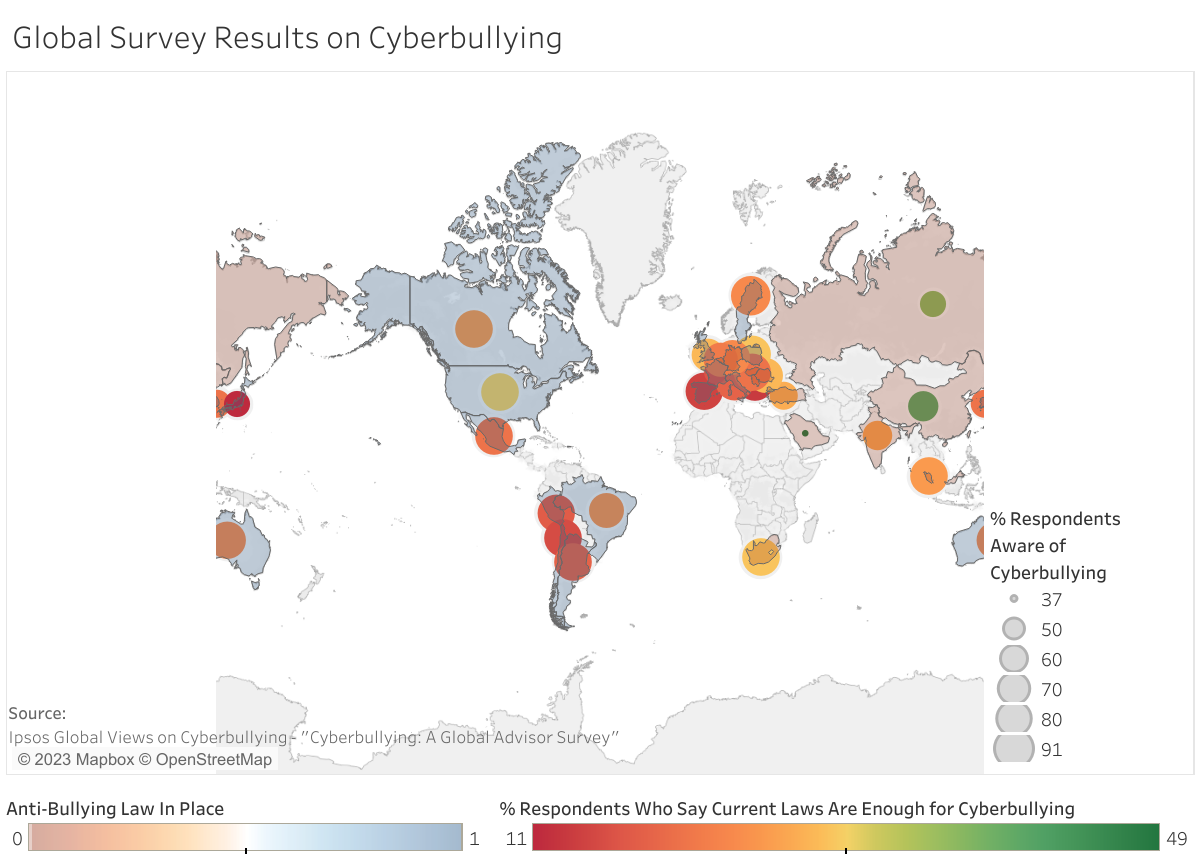 Global Survey Results on Cyberbullying
% Respondents
Aware of
Cyberbullying
37
50
60
70
80
91
Source:
Ipsos Global Views on Cyberbullying - "Cyberbullying: A Global Advisor Survey"
© 2023 Mapbox © OpenStreetMap
Anti-Bullying Law In Place
0 1
% Respondents Who Say Current Laws Are Enough for Cyberbullying
11 49